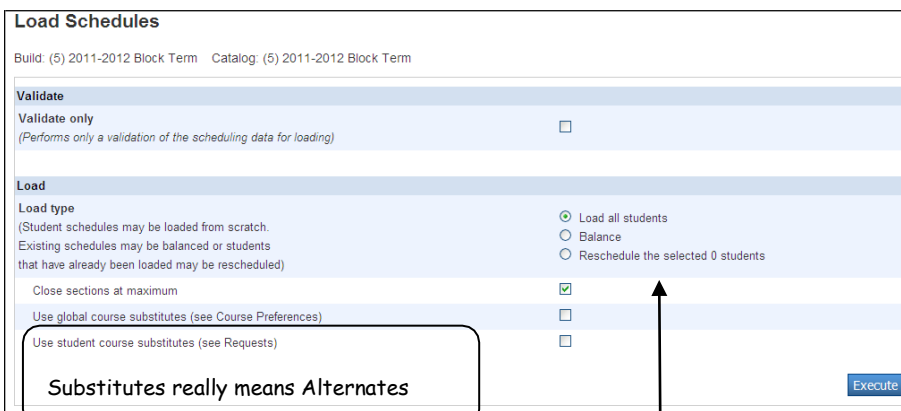 Load Schedules
Build: (5) 2011-2012 Block Term Catalog: (5) 2011-2012 Block Term
Validate
Validate only
(Performs only a validation of the scheduling data for loading)
Load
Load type
(Student schedules may be loaded from scratch.
Existing schedules may be balanced or students
that have already been loaded may be rescheduled)
Load all students
Balance
Reschedule the selected 0 students
Close sections at maximum
Use global course substitutes (see Course Preferences)
Use student course substitutes (see Requests)
Substitutes really means Alternates
Execute